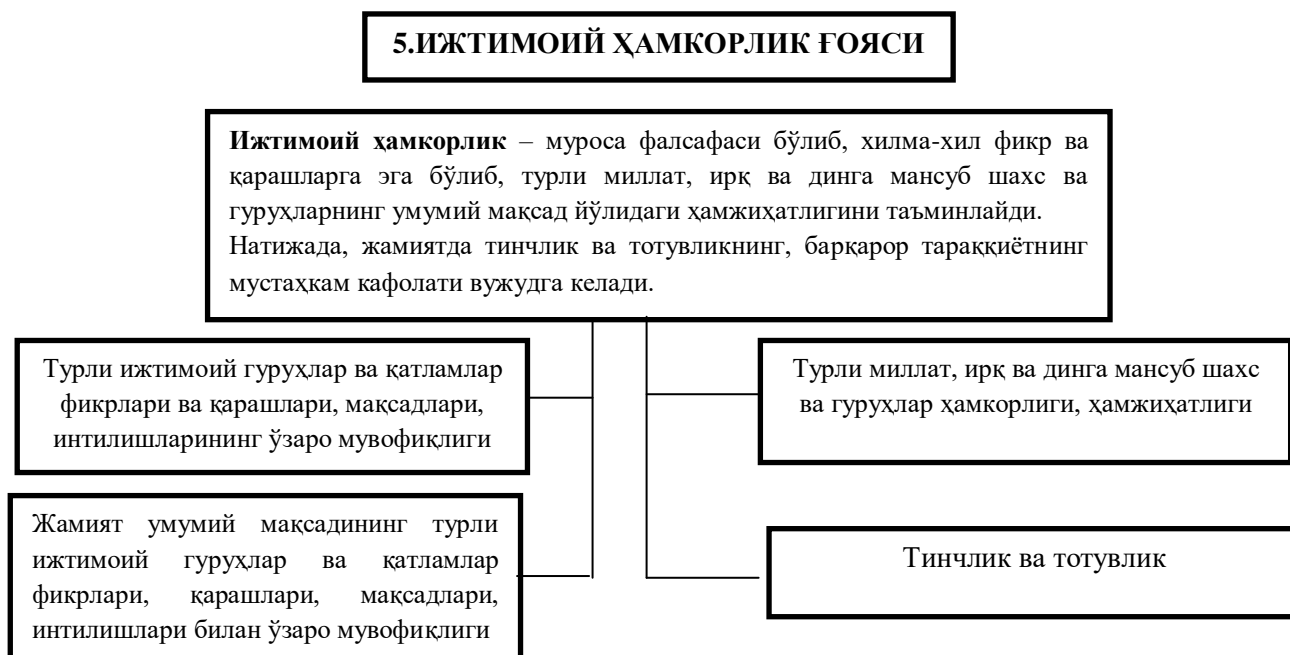 5.ИЖТИМОИЙ ҲАМКОРЛИК ҒОЯСИ
Ижтимоий ҳамкорлик – муроса фалсафаси бўлиб, хилма-хил фикр ва
қарашларга эга бўлиб, турли миллат, ирқ ва динга мансуб шахс ва
гуруҳларнинг умумий мақсад йўлидаги ҳамжиҳатлигини таъминлайди.
Натижада, жамиятда тинчлик ва тотувликнинг, барқарор тараққиётнинг
мустаҳкам кафолати вужудга келади.
Турли ижтимоий гуруҳлар ва қатламлар
фикрлари ва қарашлари, мақсадлари,
интилишларининг ўзаро мувофиқлиги
Турли миллат, ирқ ва динга мансуб шахс
ва гуруҳлар ҳамкорлиги, ҳамжиҳатлиги
Жамият умумий мақсадининг турли
ижтимоий гуруҳлар ва қатламлар
фикрлари, қарашлари, мақсадлари,
интилишлари билан ўзаро мувофиқлиги
Тинчлик ва тотувлик